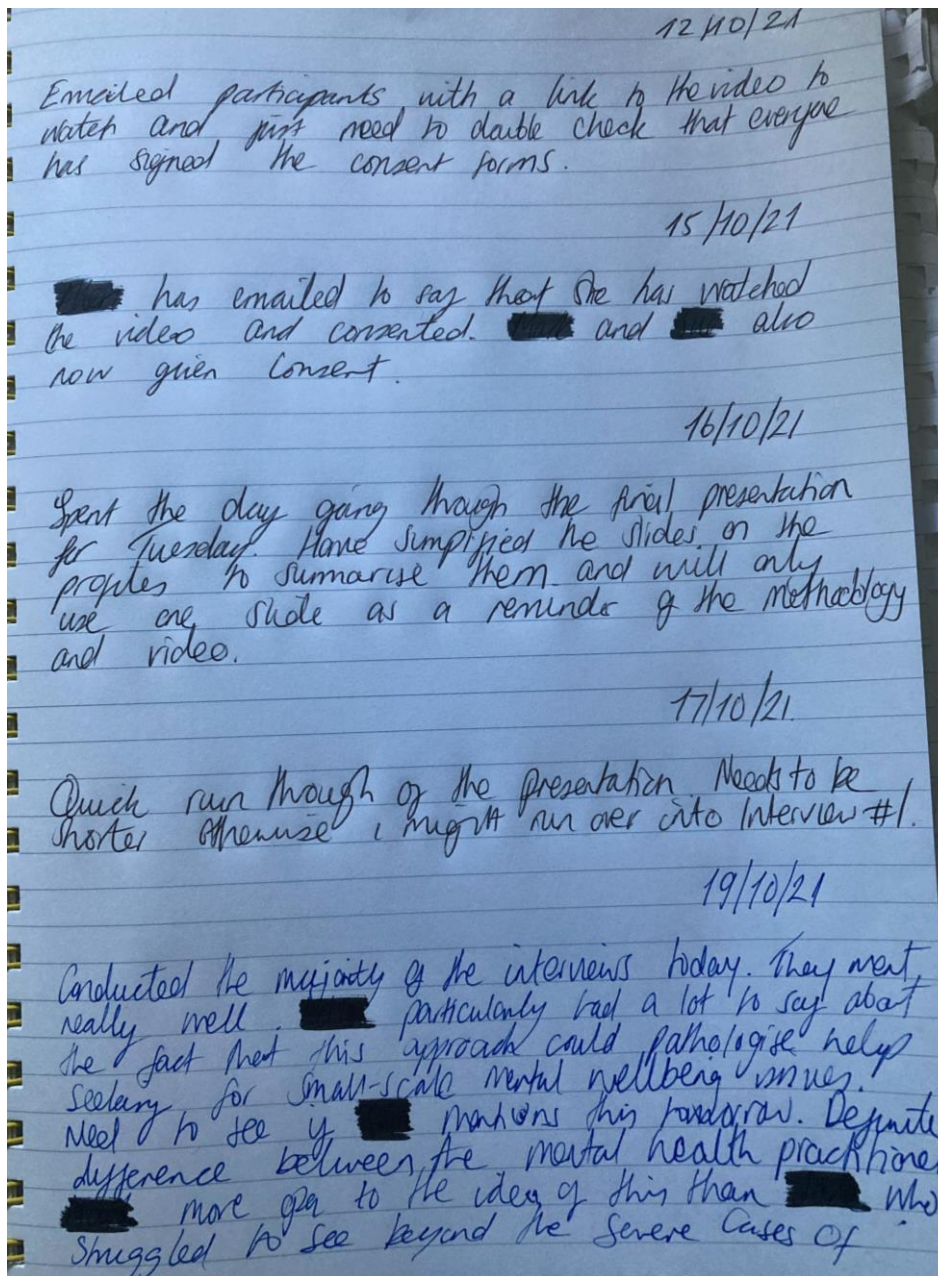 12/10/21
Emailed participants with a link to the video to
watch and just need to double check that everyone
has signed the consent forms.
15/10/21
has emailed to say that she has watched
the video and consented. and also
now given consent.
16/10/21
Spent the day going through the final presentation
for Tuesday. Have simplified the slides on the
profiles to summarise them and will only
use one slide as a reminder of the methodology
and video.
17/10/21.
Quick run through of the presentation. Needs to be
shorter otherwise i might run over into Interview #1.
19/10/21
Conducted the majority of the interviews today. They went
really well. particularly had a lot to say about
the fact that this approach could pathologise help
seeking for small-scale mental wellbeing issues.
Need to see if mentions this tomorrow. Definite
difference between the mental health practitioner
more open to the idea of this than who
struggled to see beyond the severe cases of